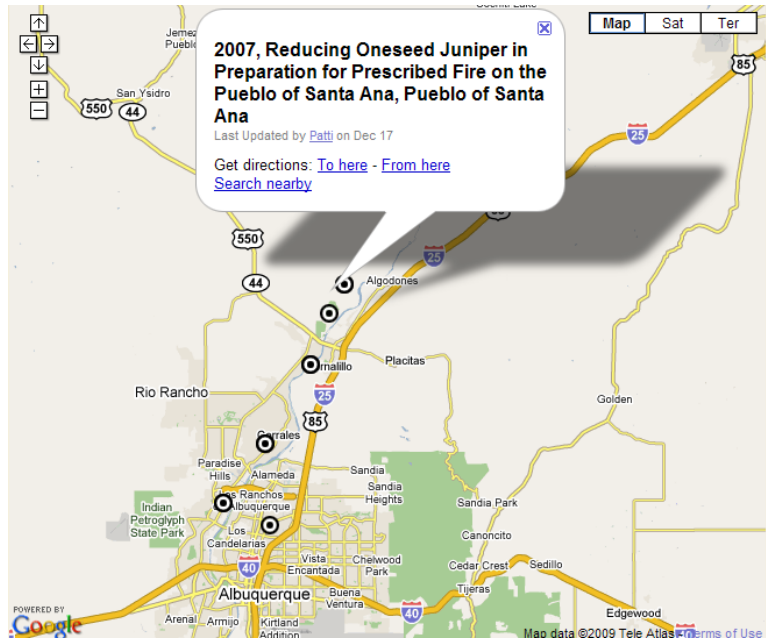 Map Sat Ter
2007, Reducing Oneseed Juniper in
Preparation for Prescribed Fire on the
Pueblo of Santa Ana, Pueblo of Santa
Ana
Last Updated by Patti on Dec 17
Get directions: To here - From here
Search nearby
85
San Ysidro
550 44
25
550
25
44
Algodones
Placitas
Rio Rancho
25
Golden
85
Corrales
Paradise
Hills
Alameda
Sandia
Sandia
Heights
Los Ranchos
Albuquerque
Sandia Park
Indian
Petroglyph
State Park
Los
Candelarias
Canoncito
Vista
Encantada
Chelwood
Park
Cedar Crest
Sedillo
40
Tijeras
Albuquerque
Buena
Ventura
40
Edgewood
POWERED BY
Google
Arenal
Armijo
Kirtland
Addition
40
Map data ©2009 Tele Atlas - Terms of Use